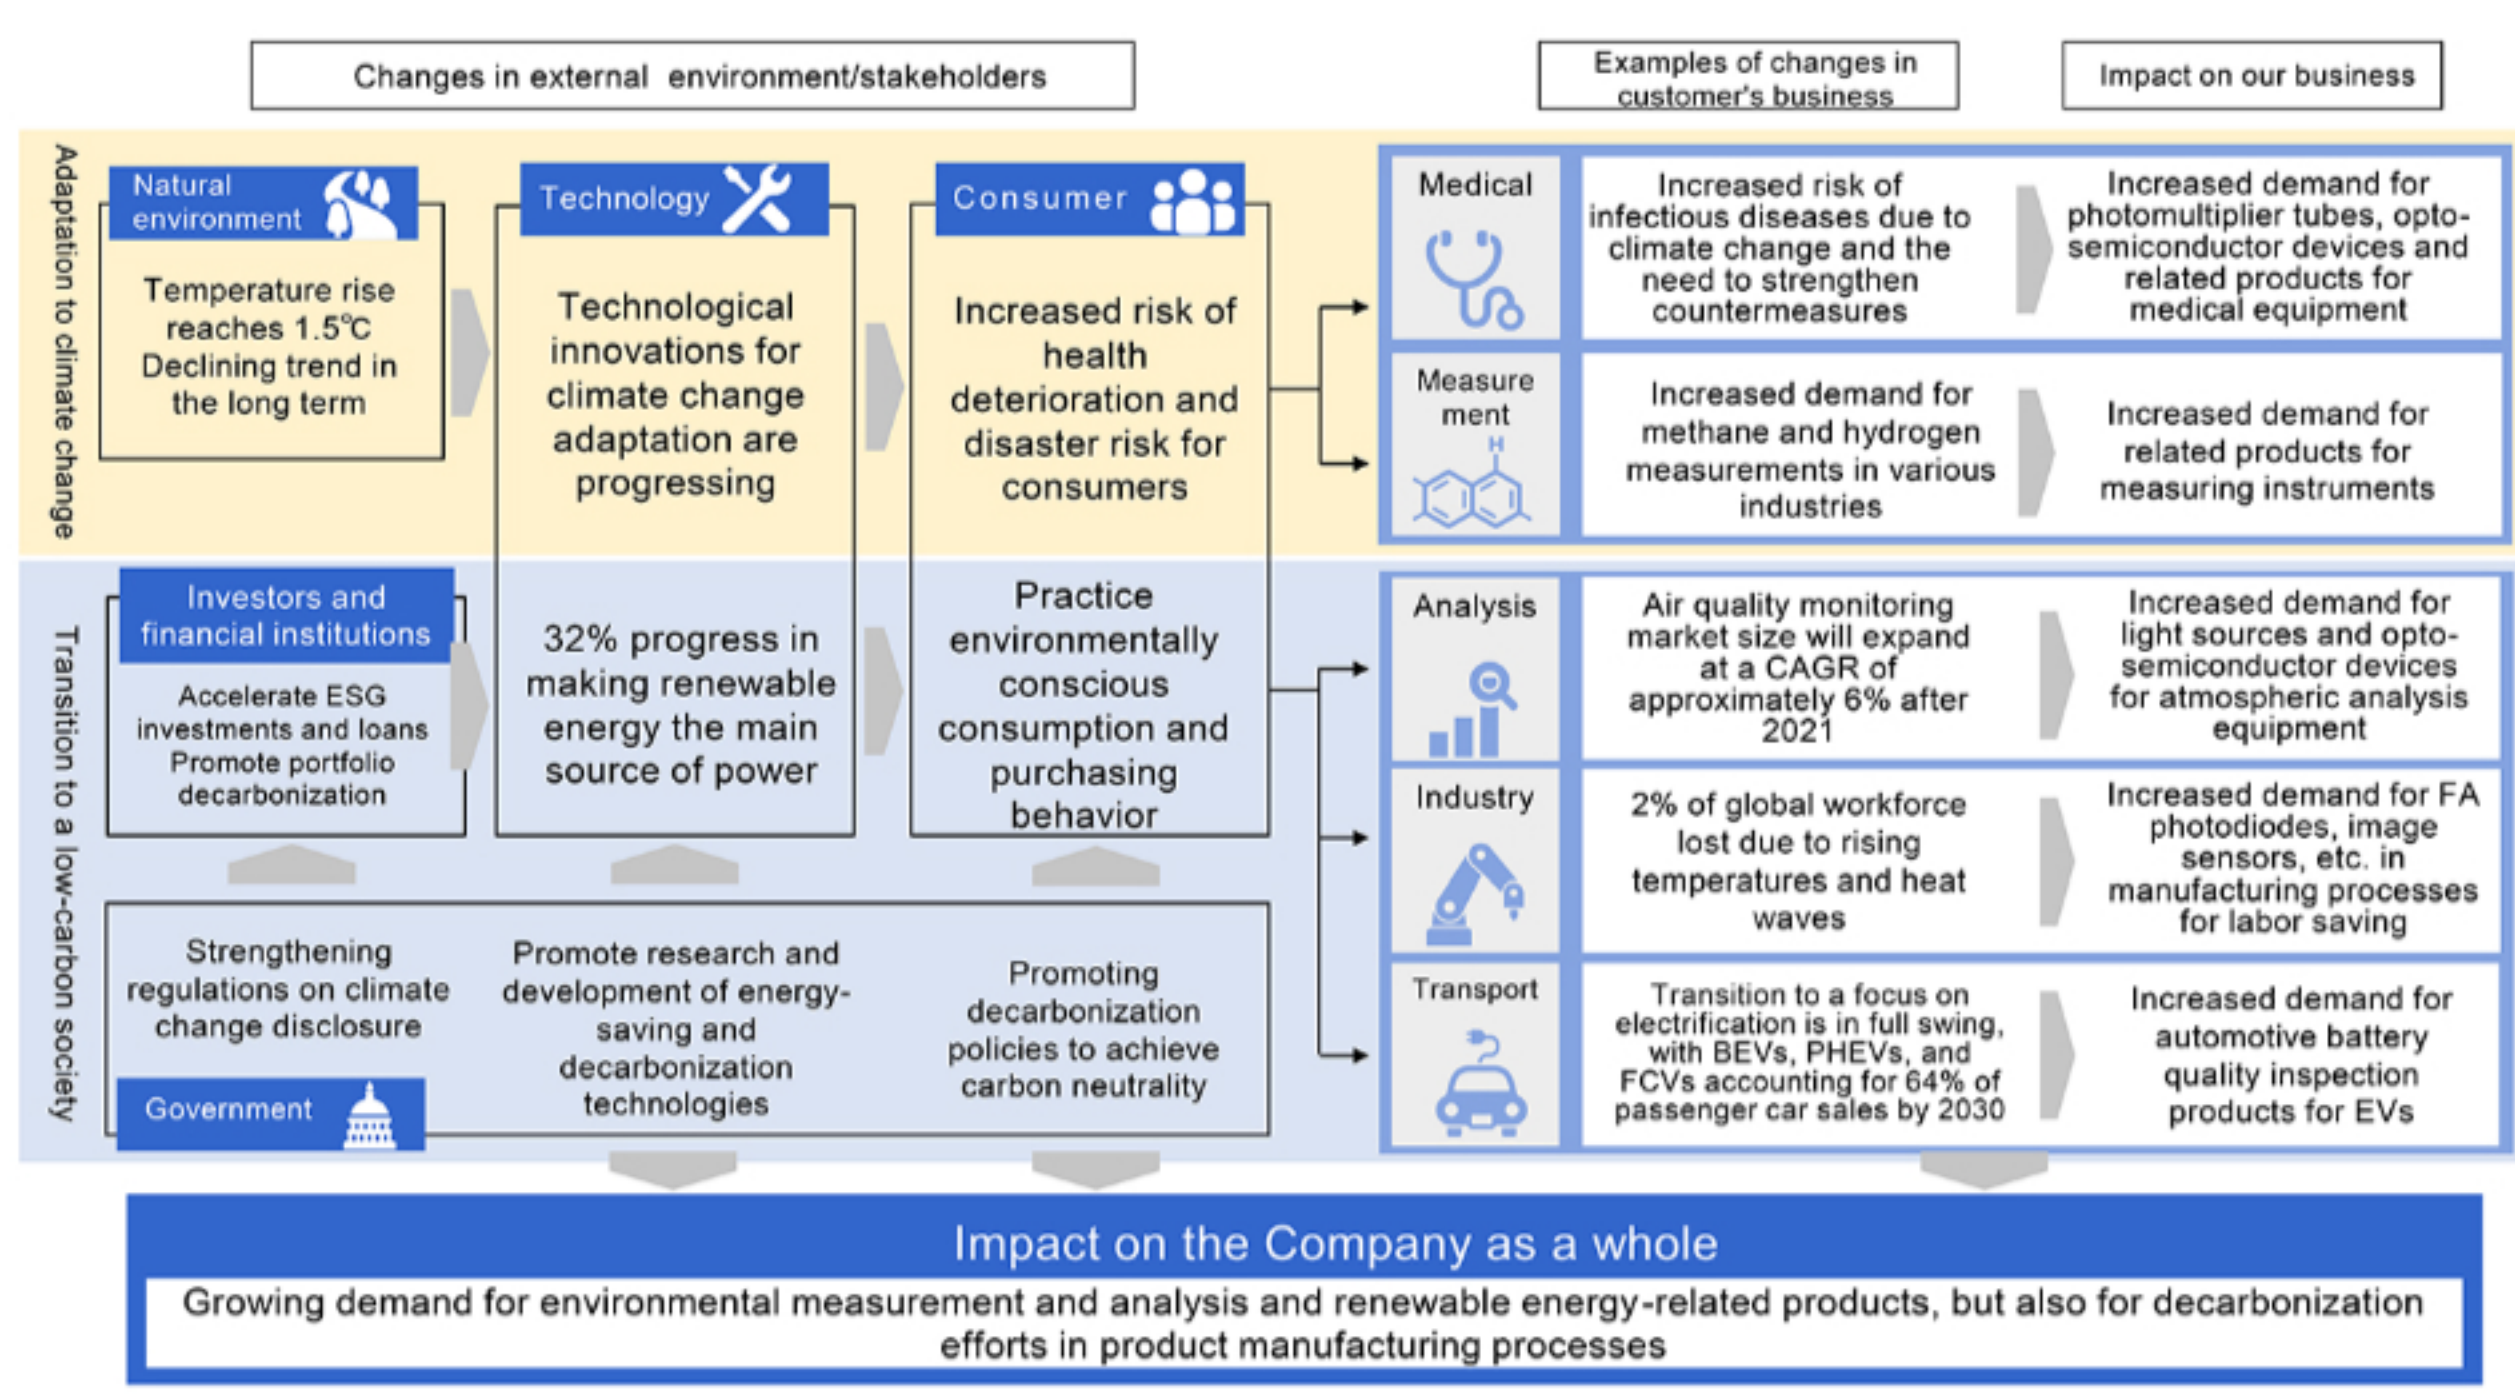 Changes in external environment/stakeholders
Examples of changes in
customer's business
Impact on our business
Adaptation to climate change
Natural
environment
Temperature rise
reaches 1.5℃
Declining trend in
the long term
Technology
Technological
innovations for
climate change
adaptation are
progressing
Consumer
Increased risk of
health
deterioration and
disaster risk for
consumers
Medical
Increased risk of
infectious diseases due to
climate change and the
need to strengthen
countermeasures
Increased demand for
photomultiplier tubes, opto-
semiconductor devices and
related products for
medical equipment
Measure
ment
H
Increased demand for
methane and hydrogen
measurements in various
industries
Increased demand for
related products for
measuring instruments
Transition to a low-carbon society
Investors and
financial institutions
Accelerate ESG
investments and loans
Promote portfolio
decarbonization
32% progress in
making renewable
energy the main
source of power
Practice
environmentally
conscious
consumption and
purchasing
behavior
Analysis
Air quality monitoring
market size will expand
at a CAGR of
approximately 6% after
2021
Increased demand for
light sources and opto-
semiconductor devices
for atmospheric analysis
equipment
Industry
2% of global workforce
lost due to rising
temperatures and heat
waves
Increased demand for FA
photodiodes, image
sensors, etc. in
manufacturing processes
for labor saving
Transport
Transition to a focus on
electrification is in full swing,
with BEVs, PHEVs, and
FCVs accounting for 64% of
passenger car sales by 2030
Increased demand for
automotive battery
quality inspection
products for EVs
Strengthening
regulations on climate
change disclosure
Government
Promote research and
development of energy-
saving and
decarbonization
technologies
Promoting
decarbonization
policies to achieve
carbon neutrality
Impact on the Company as a whole
Growing demand for environmental measurement and analysis and renewable energy-related products, but also for decarbonization
efforts in product manufacturing processes